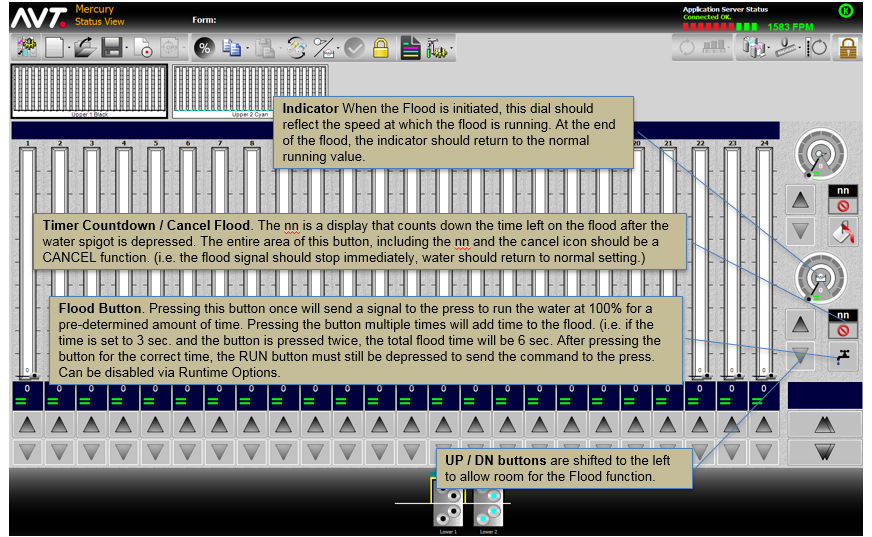 AVT.
Mercury
Status View
Form:
Application Server Status
Connected OK.
1583 FPM
%
Upper 1 Black
Upper 2 Cyan
Indicator When the Flood is initiated, this dial should
reflect the speed at which the flood is running. At the end
of the flood, the indicator should return to the normal
running value.
1 2 3 4 5 6 7 8 20 21 22 23 24
nn
Timer Countdown / Cancel Flood. The nn is a display that counts down the time left on the flood after the
water spigot is depressed. The entire area of this button, including the nn and the cancel icon should be a
CANCEL function. (i.e. the flood signal should stop immediately, water should return to normal setting.)
Flood Button. Pressing this button once will send a signal to the press to run the water at 100% for a
pre-determined amount of time. Pressing the button multiple times will add time to the flood. (i.e. if the
time is set to 3 sec. and the button is pressed twice, the total flood time will be 6 sec. After pressing the
button for the correct time, the RUN button must still be depressed to send the command to the press.
Can be disabled via Runtime Options.
nn
0 0 0 0 0 0 0 0 0 0 0 0 0 0 0 0 0 0 0 0 0 0 0 0
UP / DN buttons are shifted to the left
to allow room for the Flood function.
Lower 1
Lower 2